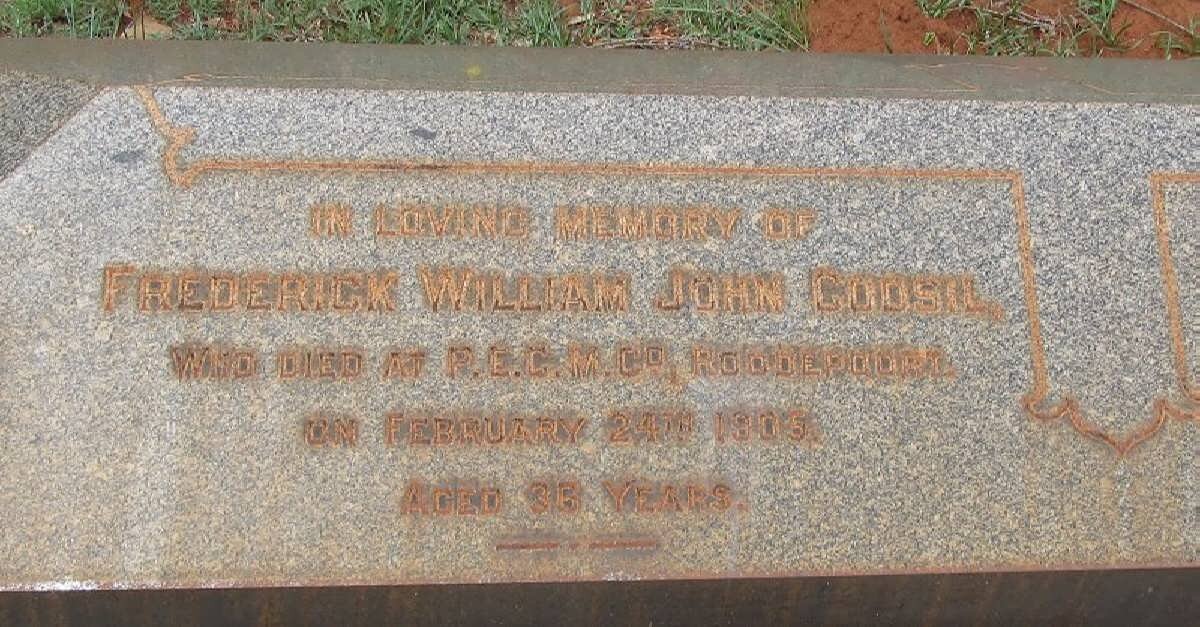 IN LOVING MEMORY OF
FREDERICK WILLIAM JOHN GODSIL,
WHO DIED AT P.E.C.M.CO, ROODEPOORT.
ON FEBRUARY 24TH 1905.
AGED 36 YEARS.